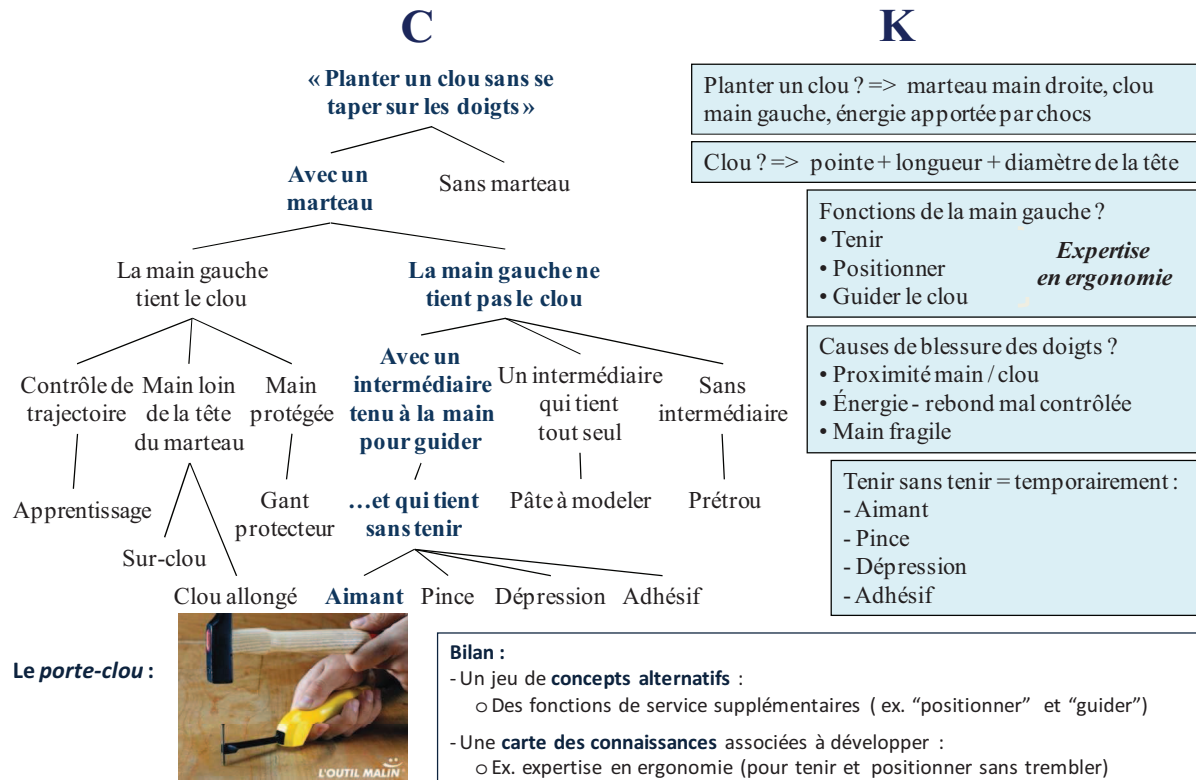 C
K
« Planter un clou sans se
taper sur les doigts »
Avec un
marteau
Sans marteau
La main gauche
tient le clou
La main gauche ne
tient pas le clou
Contrôle de
trajectoire
Main loin
de la tête
du marteau
Main
protégée
Avec un
intermédiaire
tenu à la main
pour guider
Un intermédiaire
qui tient
tout seul
Sans
intermédiaire
Apprentissage
Sur-clou
Clou allongé
Gant
protecteur
…et qui tient
sans tenir
Pâte à modeler
Prétrou
Aimant
Pince
Dépression
Adhésif
Planter un clou ? => marteau main droite, clou
main gauche, énergie apportée par chocs
Clou ? => pointe + longueur + diamètre de la tête
Fonctions de la main gauche ?
• Tenir
• Positionner
• Guider le clou
Expertise
en ergonomie
Causes de blessure des doigts ?
• Proximité main / clou
• Énergie - rebond mal contrôlée
• Main fragile
Tenir sans tenir = temporairement :
- Aimant
- Pince
- Dépression
- Adhésif
Le porte-clou :
L'OUTIL MALIN
Bilan :
- Un jeu de concepts alternatifs :
o Des fonctions de service supplémentaires ( ex. “positionner” et “guider”)
- Une carte des connaissances associées à développer :
o Ex. expertise en ergonomie (pour tenir et positionner sans trembler)